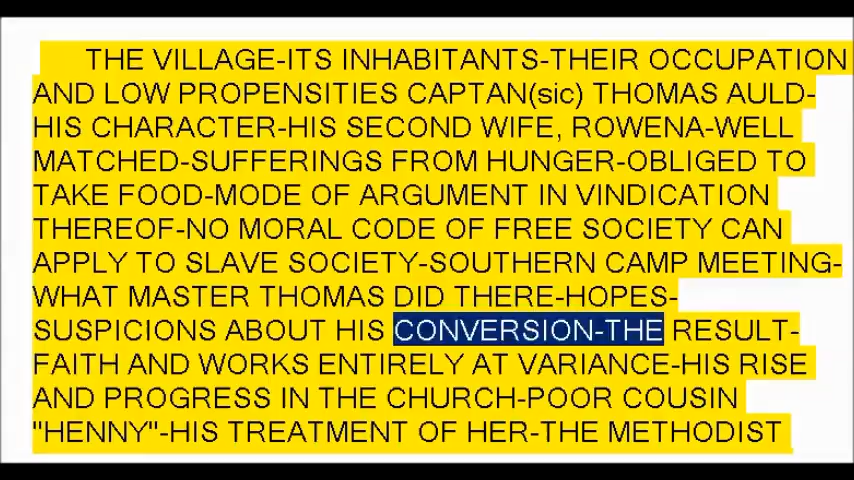 THE VILLAGE-ITS INHABITANTS-THEIR OCCUPATION
AND LOW PROPENSITIES CAPTAN(sic) THOMAS AULD-
HIS CHARACTER-HIS SECOND WIFE, ROWENA-WELL
MATCHED-SUFFERINGS FROM HUNGER-OBLIGED TO
TAKE FOOD-MODE OF ARGUMENT IN VINDICATION
THEREOF-NO MORAL CODE OF FREE SOCIETY CAN
APPLY TO SLAVE SOCIETY-SOUTHERN CAMP MEETING-
WHAT MASTER THOMAS DID THERE-HOPES-
SUSPICIONS ABOUT HIS CONVERSION-THE RESULT-
FAITH AND WORKS ENTIRELY AT VARIANCE-HIS RISE
AND PROGRESS IN THE CHURCH-POOR COUSIN
"HENNY"-HIS TREATMENT OF HER-THE METHODIST